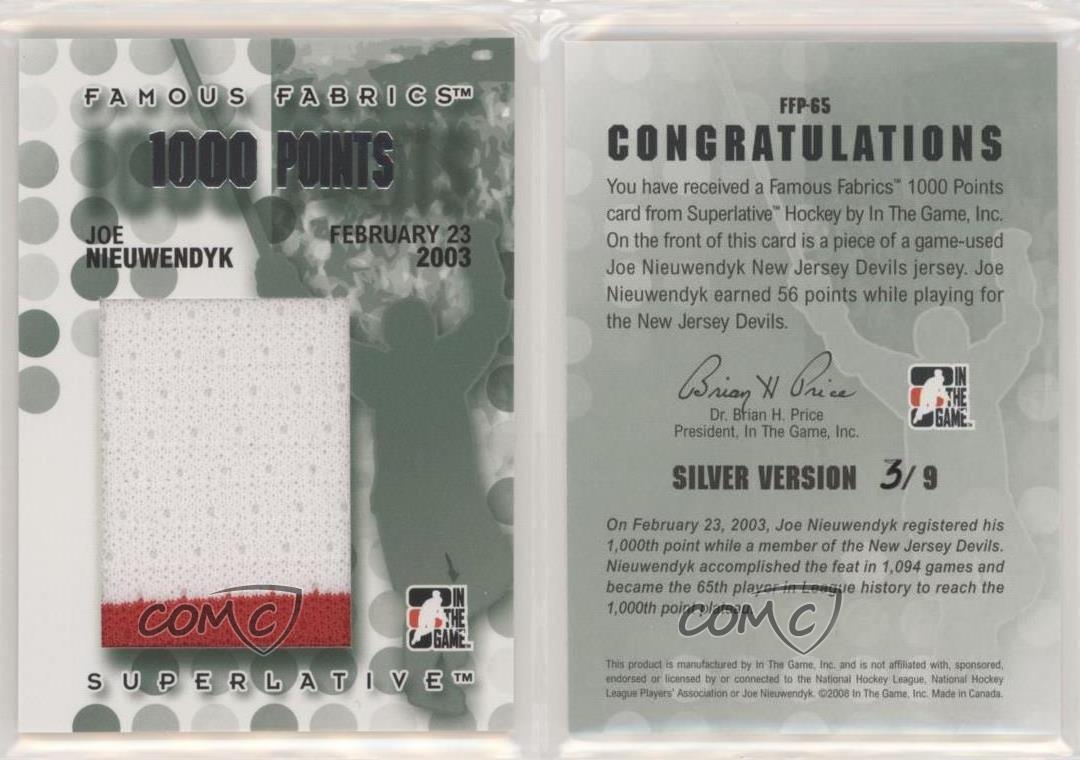 FAMOUS FABRICS™
1000 POINTS
JOE
NIEUWENDYK
FEBRUARY 23
2003
COMC
IN
THE
GAME™
SUPERLATIVE™
FFP-65
CONGRATULATIONS
You have received a Famous Fabrics™ 1000 Points
card from Superlative™ Hockey by In The Game, Inc.
On the front of this card is a piece of a game-used
Joe Nieuwendyk New Jersey Devils jersey. Joe
Nieuwendyk earned 56 points while playing for
the New Jersey Devils.
Brian H Price
Dr. Brian H. Price
President, In The Game, Inc.
IN
THE
GAME™
SILVER VERSION 3/9
On February 23, 2003, Joe Nieuwendyk registered his
1,000th point while a member of the New Jersey Devils.
Nieuwendyk accomplished the feat in 1,094 games and
became the 65th player in League history to reach the
1,000th point plateau.
COMC
This product is manufactured by In The Game, Inc. and is not affiliated with, sponsored,
endorsed or licensed by or connected to the National Hockey League, National Hockey
League Players' Association or Joe Nieuwendyk. ©2008 In The Game, Inc. Made in Canada.